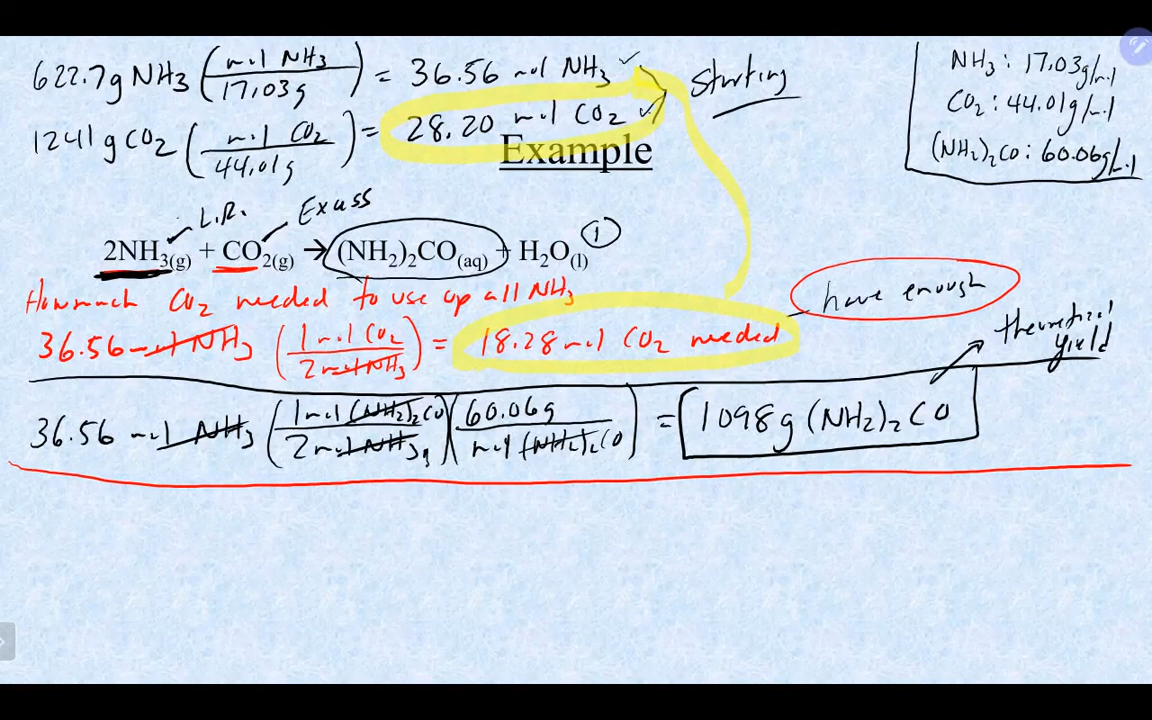 622.7g NH3 (mol NH3 / 17.03g) = 36.56 mol NH3 ✓
1241g CO2 (mol CO2 / 44.01g) = 28.20 mol CO2 ✓
Starting
NH3: 17.03g/mol
CO2: 44.01g/mol
(NH2)2CO: 60.06g/mol
Example
L.R. Excess
2NH3(g) + CO2(g) → (NH2)2CO(aq) + H2O(l) 1
How much CO2 needed to use up all NH3
36.56 mol NH3 (1 mol CO2 / 2 mol NH3) = 18.28 mol CO2 needed
have enough
theoretical
yield
36.56 mol NH3 (1 mol (NH2)2CO / 2 mol NH3) (60.06g / mol (NH2)2CO) = 1098g (NH2)2CO